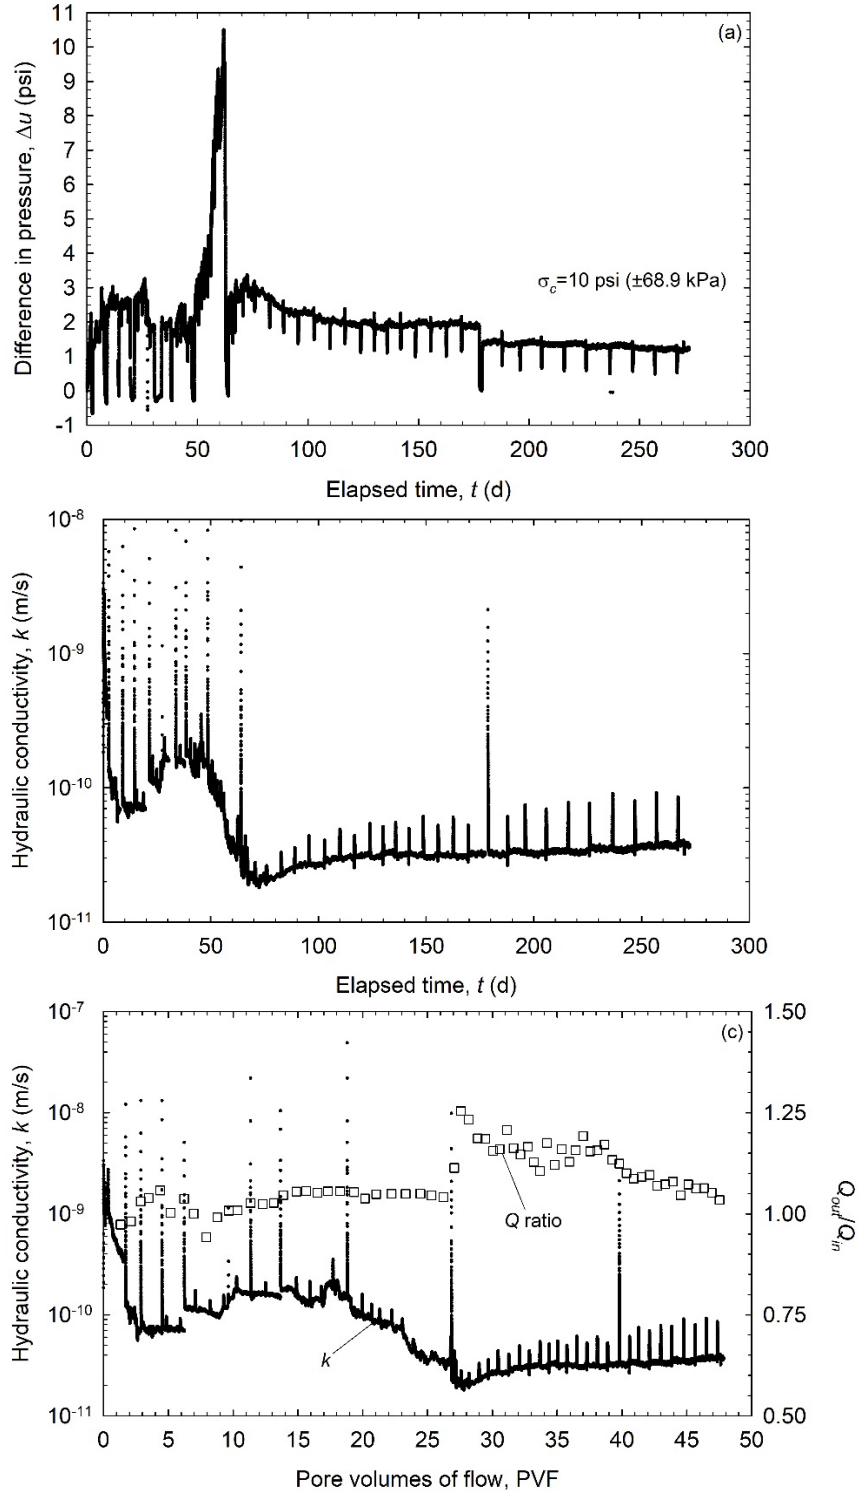 (a)
Difference in pressure, Δu (psi)
11
10
9
8
7
6
5
4
3
2
1
0
-1
σc=10 psi (±68.9 kPa)
0 50 100 150 200 250 300
Elapsed time, t (d)
Hydraulic conductivity, k (m/s)
10-8
10-9
10-10
10-11
0 50 100 150 200 250 300
Elapsed time, t (d)
(c)
Hydraulic conductivity, k (m/s)
10-7
10-8
10-9
10-10
10-11
1.50
1.25
1.00
0.75
0.50
Qout/Qin
Q ratio
k
0 5 10 15 20 25 30 35 40 45 50
Pore volumes of flow, PVF